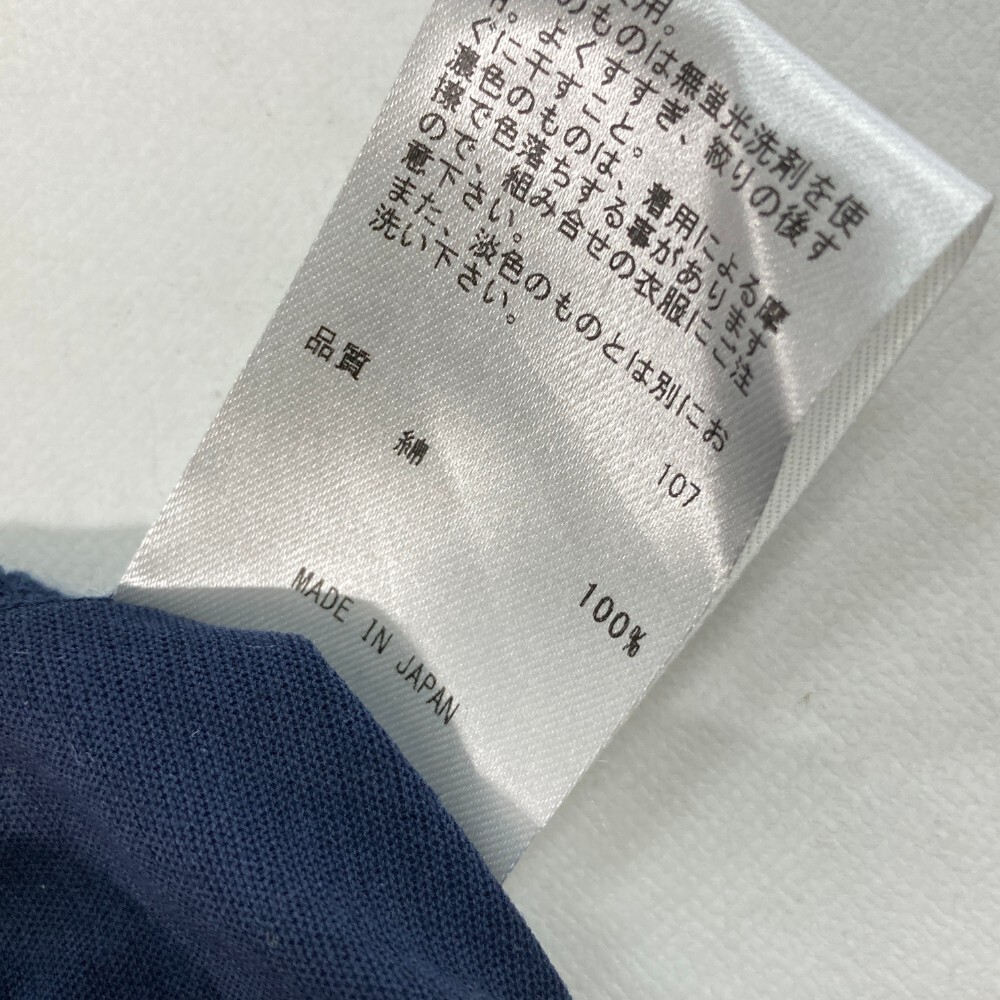 用。
のものは無蛍光洗剤を使
用。よくすすぎ、絞りの後す
ぐに干すこと。
濃色のものは、着用による摩
擦で色落ちする事があります
ので、組み合せの衣服にご注
意下さい。
また、淡色のものとは別にお
洗い下さい。
107
品質
綿 100%
MADE IN JAPAN